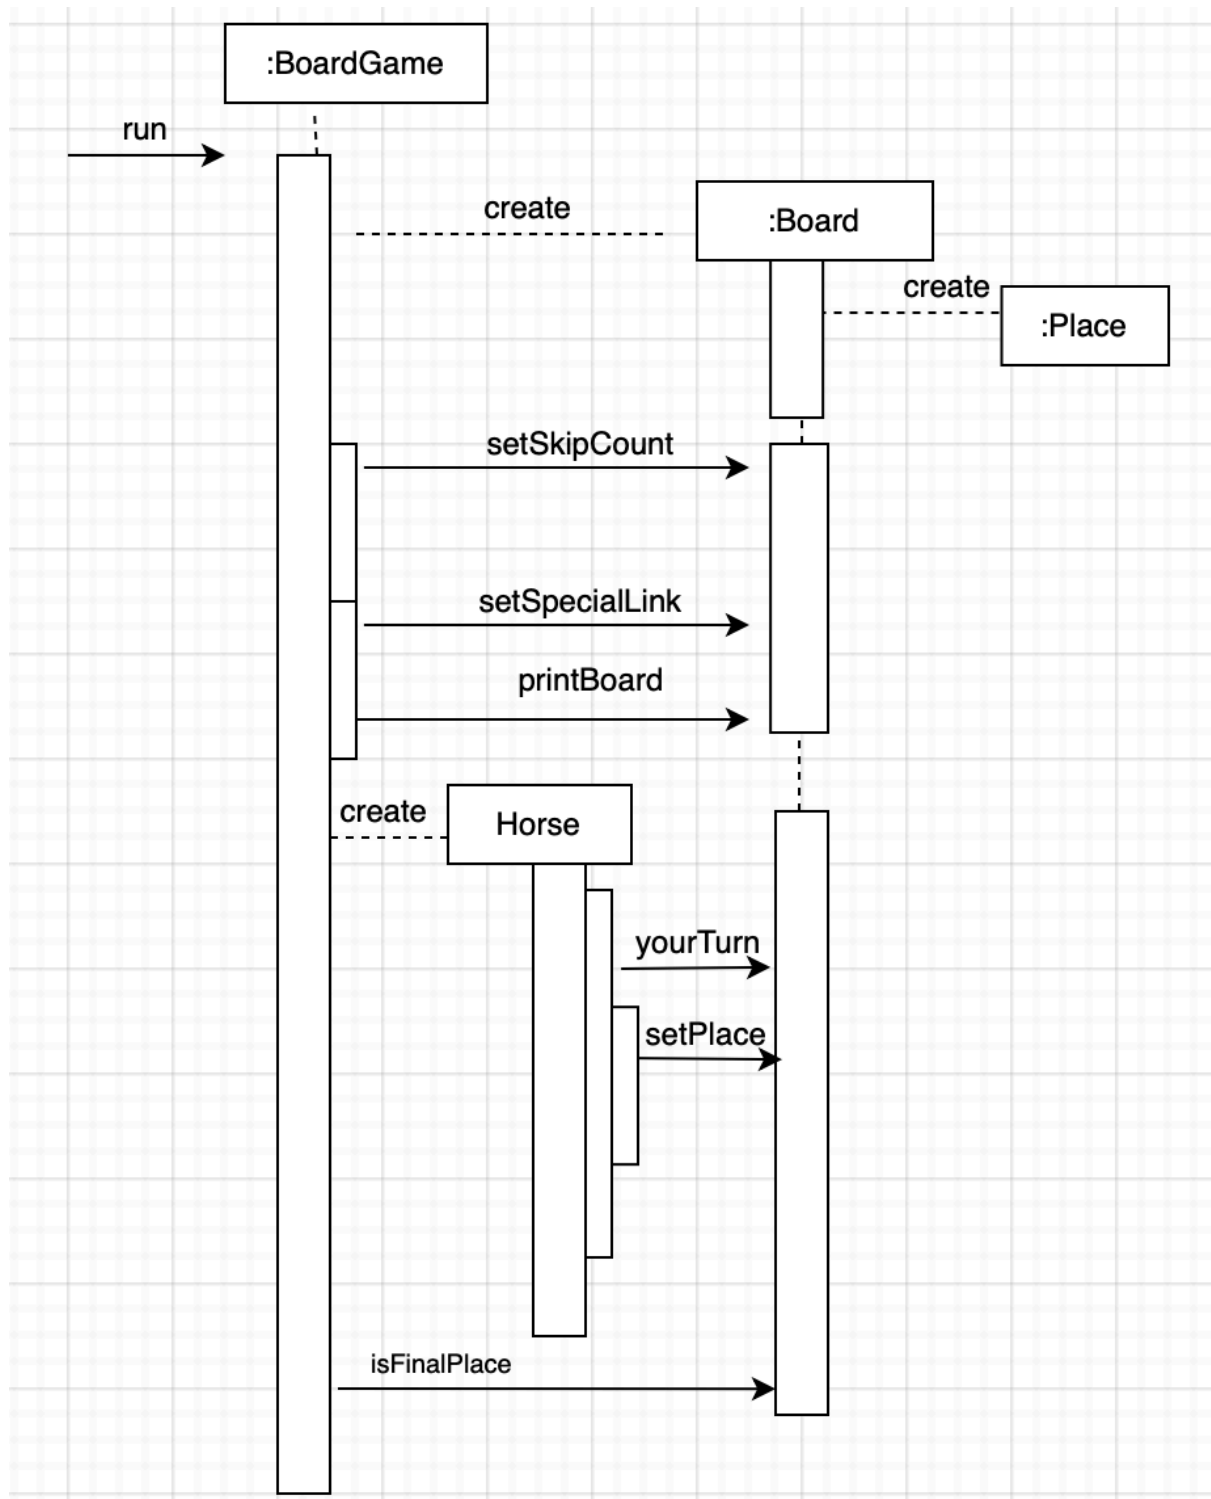 :BoardGame
run
create
:Board
create
:Place
setSkipCount
setSpecialLink
printBoard
create
Horse
yourTurn
setPlace
isFinalPlace